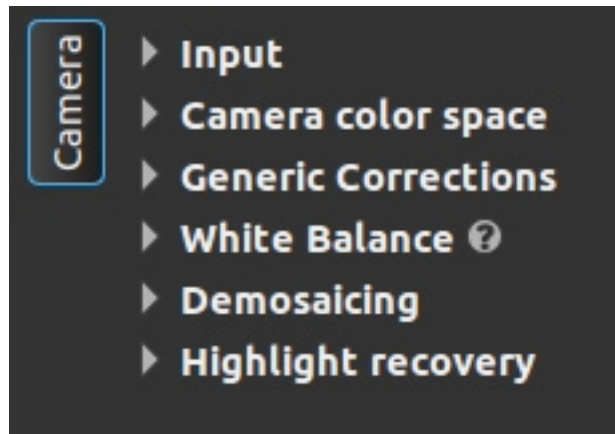 Camera
Input
Camera color space
Generic Corrections
White Balance ?
Demosaicing
Highlight recovery